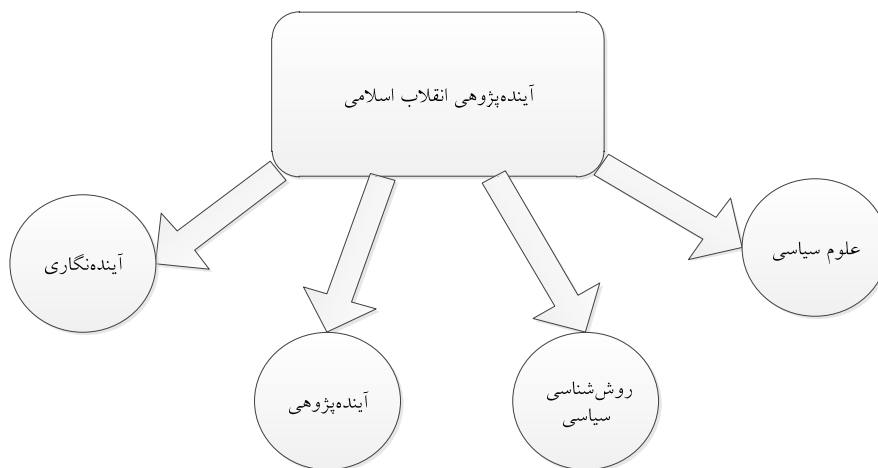 آینده‌پژوهی انقلاب اسلامی
علوم سیاسی
روش‌شناسی
سیاسی
آینده‌پژوهی
آینده‌نگاری